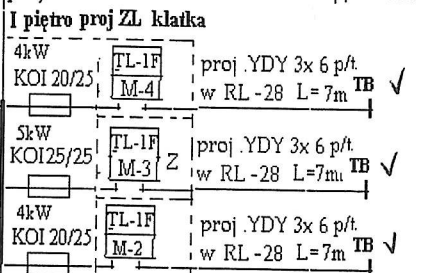 I piętro proj ZL klatka
4kW
KOI 20/25
TL-1F
M-4
proj .YDY 3x 6 p/t.
w RL -28 L= 7m TB
5kW
KOI 25/25
TL-1F
M-3 Z
proj .YDY 3x 6 p/t.
w RL -28 L=7m TB
4kW
KOI 20/25
TL-1F
M-2
proj .YDY 3x 6 p/t.
w RL -28 L= 7m TB